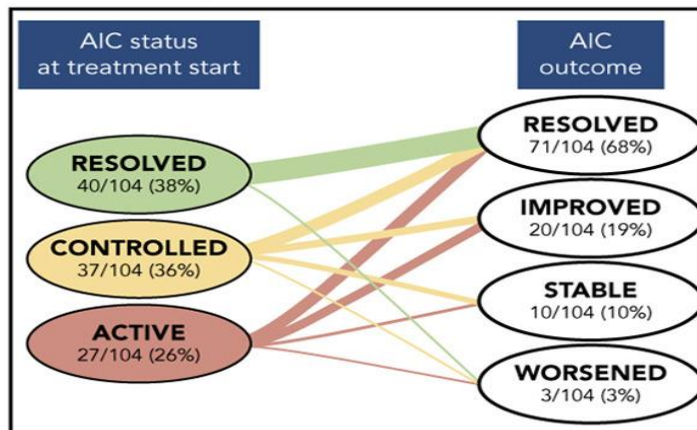 AIC status
at treatment start
AIC
outcome
RESOLVED
40/104 (38%)
CONTROLLED
37/104 (36%)
ACTIVE
27/104 (26%)
RESOLVED
71/104 (68%)
IMPROVED
20/104 (19%)
STABLE
10/104 (10%)
WORSENED
3/104 (3%)